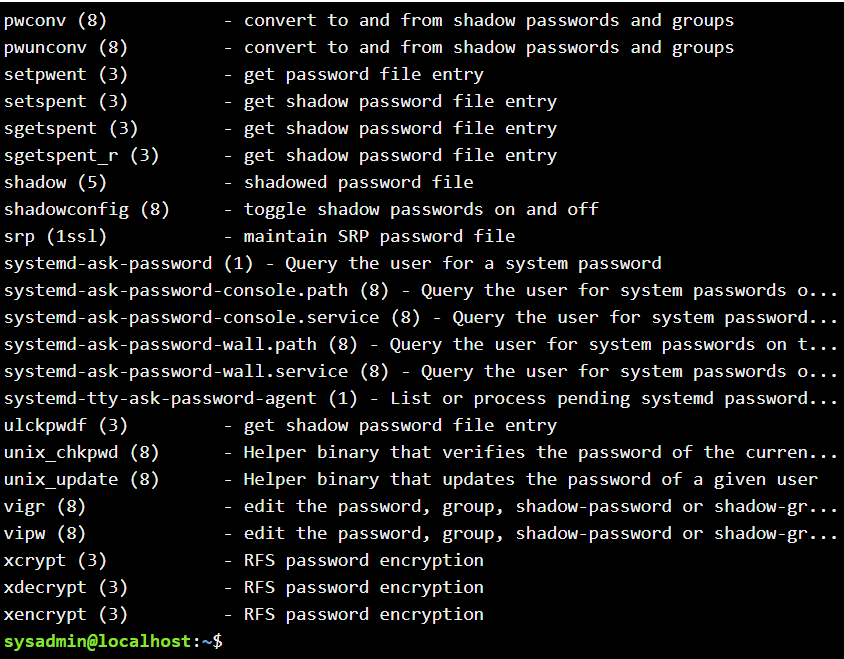 pwconv (8)           - convert to and from shadow passwords and groups
pwunconv (8)         - convert to and from shadow passwords and groups
setpwent (3)         - get password file entry
setspent (3)         - get shadow password file entry
sgetspent (3)        - get shadow password file entry
sgetspent_r (3)      - get shadow password file entry
shadow (5)           - shadowed password file
shadowconfig (8)     - toggle shadow passwords on and off
srp (1ssl)           - maintain SRP password file
systemd-ask-password (1) - Query the user for a system password
systemd-ask-password-console.path (8) - Query the user for system passwords o...
systemd-ask-password-console.service (8) - Query the user for system password...
systemd-ask-password-wall.path (8) - Query the user for system passwords on t...
systemd-ask-password-wall.service (8) - Query the user for system passwords o...
systemd-tty-ask-password-agent (1) - List or process pending systemd password...
ulckpwdf (3)         - get shadow password file entry
unix_chkpwd (8)      - Helper binary that verifies the password of the curren...
unix_update (8)      - Helper binary that updates the password of a given user
vigr (8)             - edit the password, group, shadow-password or shadow-gr...
vipw (8)             - edit the password, group, shadow-password or shadow-gr...
xcrypt (3)           - RFS password encryption
xdecrypt (3)         - RFS password encryption
xencrypt (3)         - RFS password encryption
sysadmin@localhost:~$